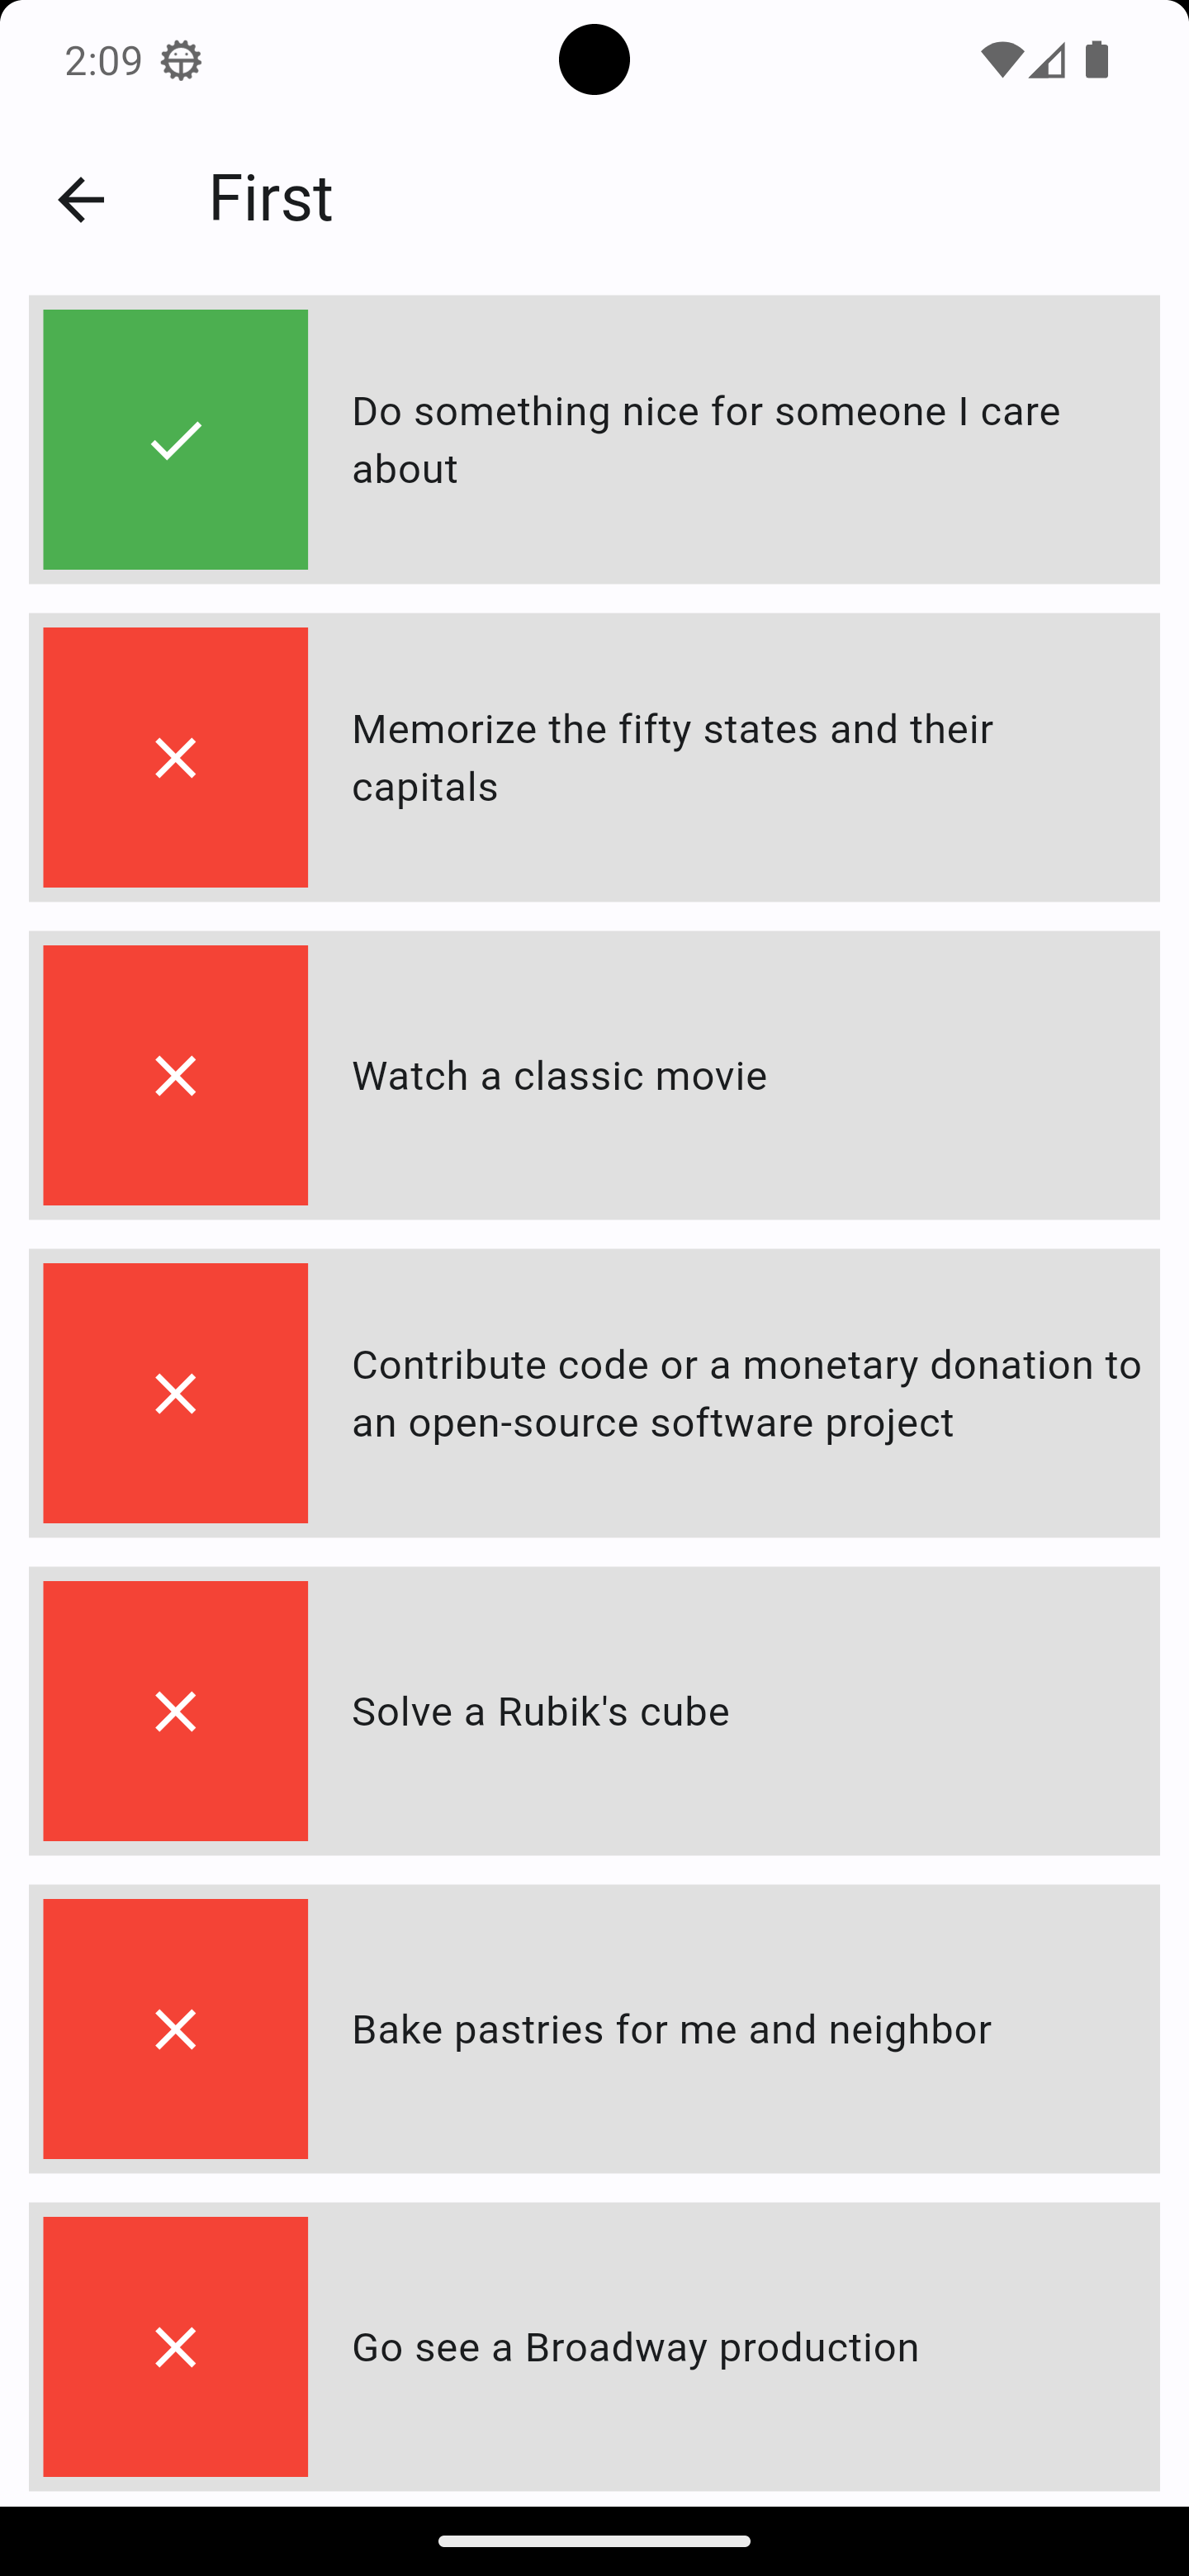 2:09
First
Do something nice for someone I care
about
Memorize the fifty states and their
capitals
Watch a classic movie
Contribute code or a monetary donation to
an open-source software project
Solve a Rubik's cube
Bake pastries for me and neighbor
Go see a Broadway production